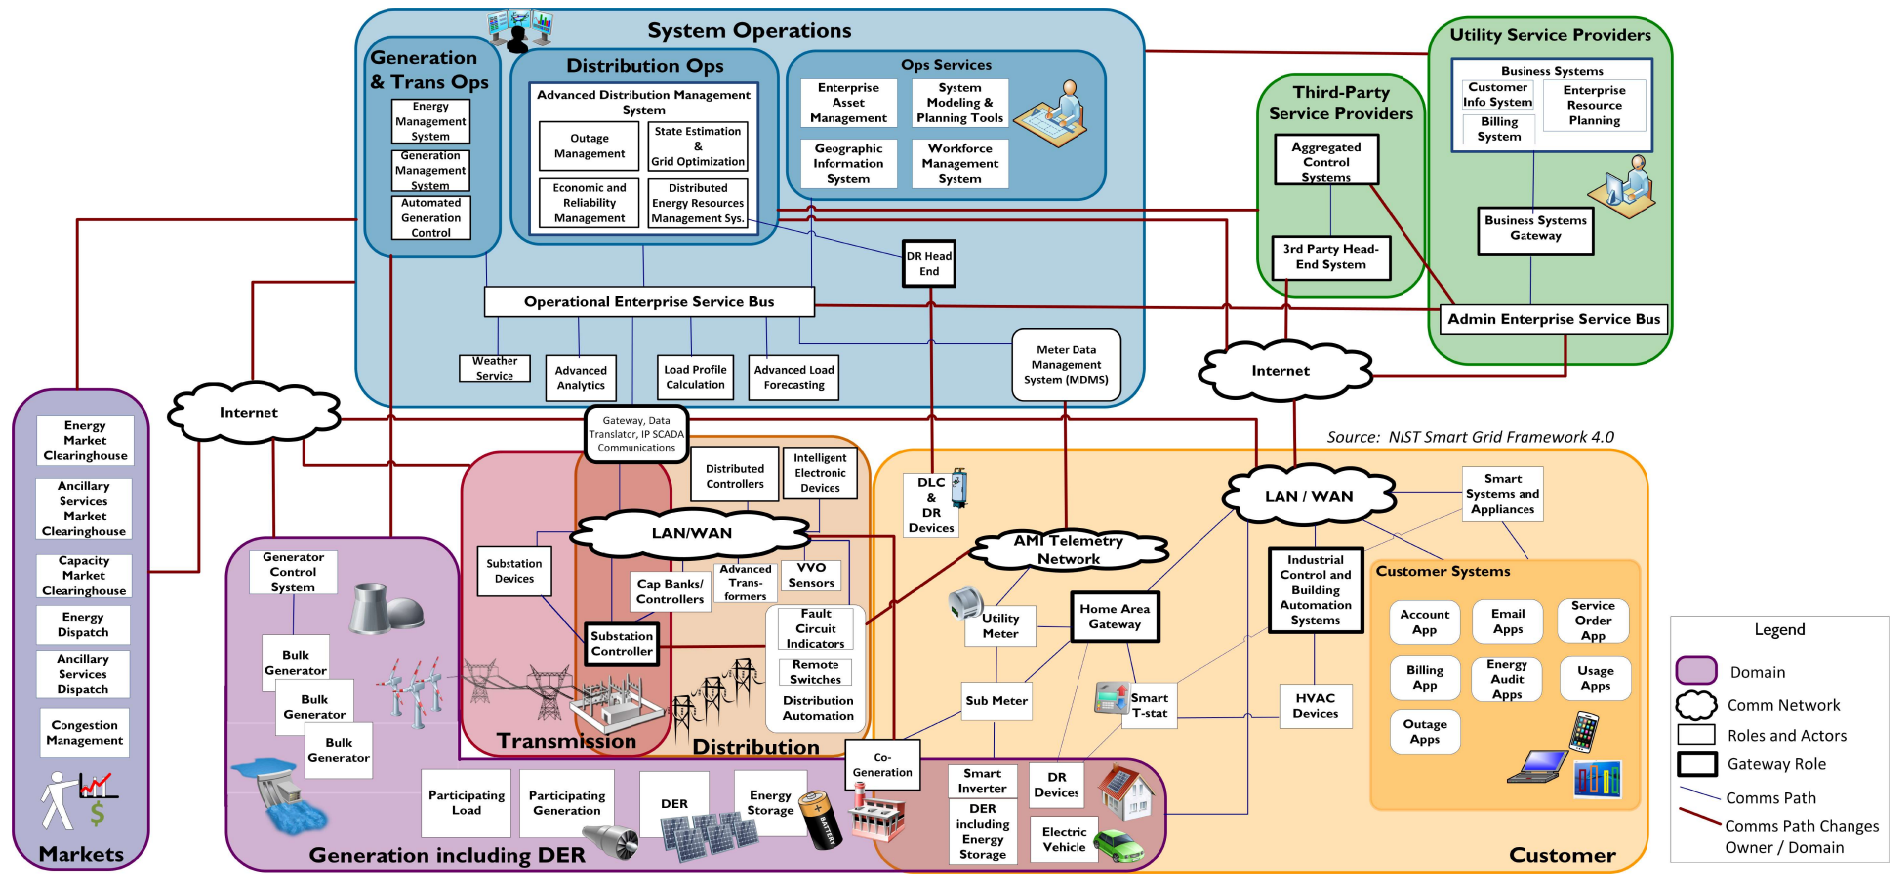 System Operations
Generation
& Trans Ops
Energy
Management
System
Generation
Management
System
Automated
Generation
Control
Distribution Ops
Advanced Distribution Management
System
Outage
Management
State Estimation
&
Grid Optimization
Economic and
Reliability
Management
Distributed
Energy Resources
Management Sys.
Ops Services
Enterprise
Asset
Management
System
Modeling &
Planning Tools
Geographic
Information
System
Workforce
Management
System
DR Head
End
Operational Enterprise Service Bus
Weather
Service
Advanced
Analytics
Load Profile
Calculation
Advanced Load
Forecasting
Meter Data
Management
System (MDMS)
Third-Party
Service Providers
Aggregated
Control
Systems
3rd Party Head-
End System
Utility Service Providers
Business Systems
Customer
Info System
Billing
System
Enterprise
Resource
Planning
Business Systems
Gateway
Admin Enterprise Service Bus
Internet
Internet
Source: NIST Smart Grid Framework 4.0
Energy
Market
Clearinghouse
Ancillary
Services
Market
Clearinghouse
Capacity
Market
Clearinghouse
Energy
Dispatch
Ancillary
Services
Dispatch
Congestion
Management
$
Markets
Gateway, Data
Translator, IP SCADA
Communications
Distributed
Controllers
Intelligent
Electronic
Devices
LAN/WAN
Substation
Devices
Cap Banks/
Controllers
Advanced
Trans-
formers
VVO
Sensors
Substation
Controller
Fault
Circuit
Indicators
Remote
Switches
Distribution
Automation
Transmission
Distribution
Generator
Control
System
Bulk
Generator
Bulk
Generator
Bulk
Generator
Participating
Load
Participating
Generation
DER
Energy
Storage
BATTERY
Generation including DER
Co-
Generation
Smart
Inverter
DER
including
Energy
Storage
DR
Devices
Electric
Vehicle
DLC
&
DR
Devices
AMI Telemetry
Network
Utility
Meter
Home Area
Gateway
Sub Meter
Smart
T-stat
LAN / WAN
Smart
Systems and
Appliances
Industrial
Control and
Building
Automation
Systems
HVAC
Devices
Customer Systems
Account
App
Email
Apps
Service
Order
App
Billing
App
Energy
Audit
Apps
Usage
Apps
Outage
Apps
Customer
Legend
Domain
Comm Network
Roles and Actors
Gateway Role
Comms Path
Comms Path Changes
Owner / Domain